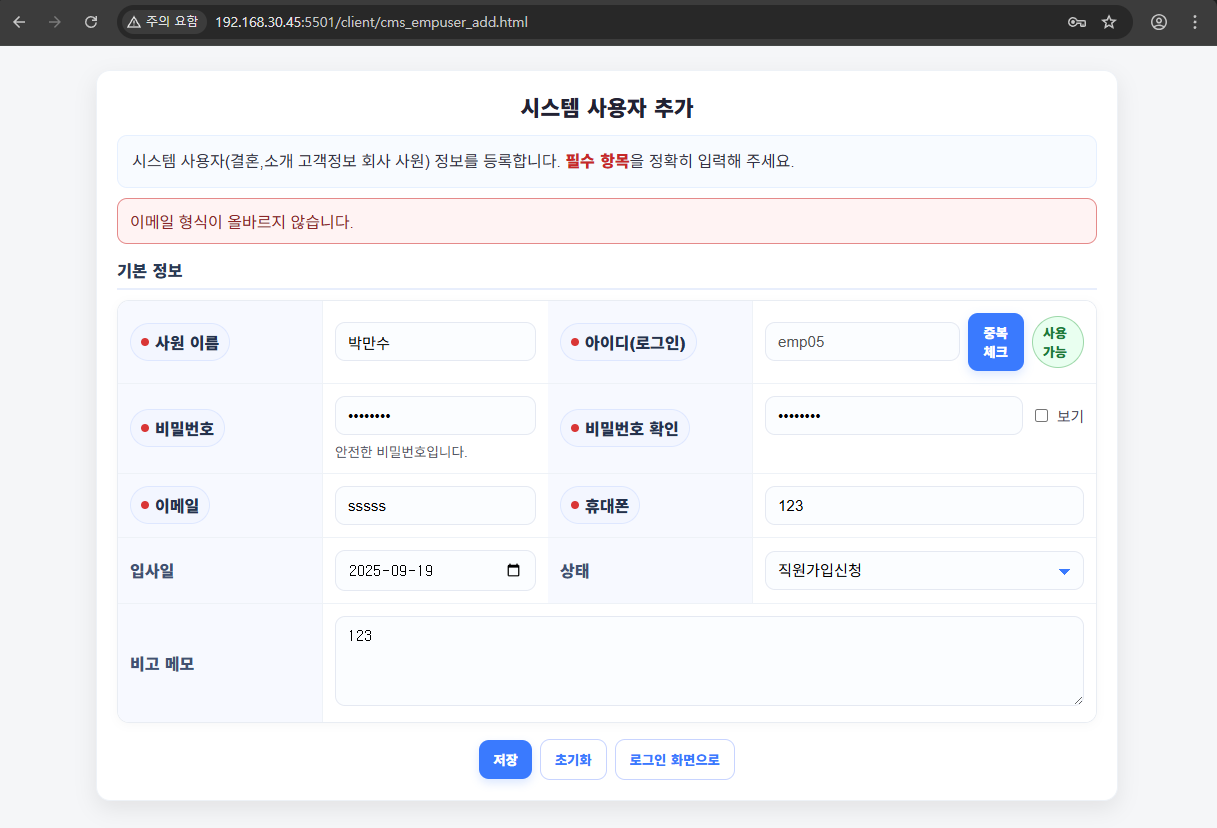 주의 요함
192.168.30.45:5501/client/cms_empuser_add.html
시스템 사용자 추가
시스템 사용자(결혼,소개 고객정보 회사 사원) 정보를 등록합니다. 필수 항목을 정확히 입력해 주세요.
이메일 형식이 올바르지 않습니다.
기본 정보
사원 이름
박만수
아이디(로그인)
emp05
중복
체크
사용
가능
비밀번호
••••••••
안전한 비밀번호입니다.
비밀번호 확인
••••••••
보기
이메일
sssss
휴대폰
123
입사일
2025-09-19
상태
직원가입신청
비고 메모
123
저장
초기화
로그인 화면으로